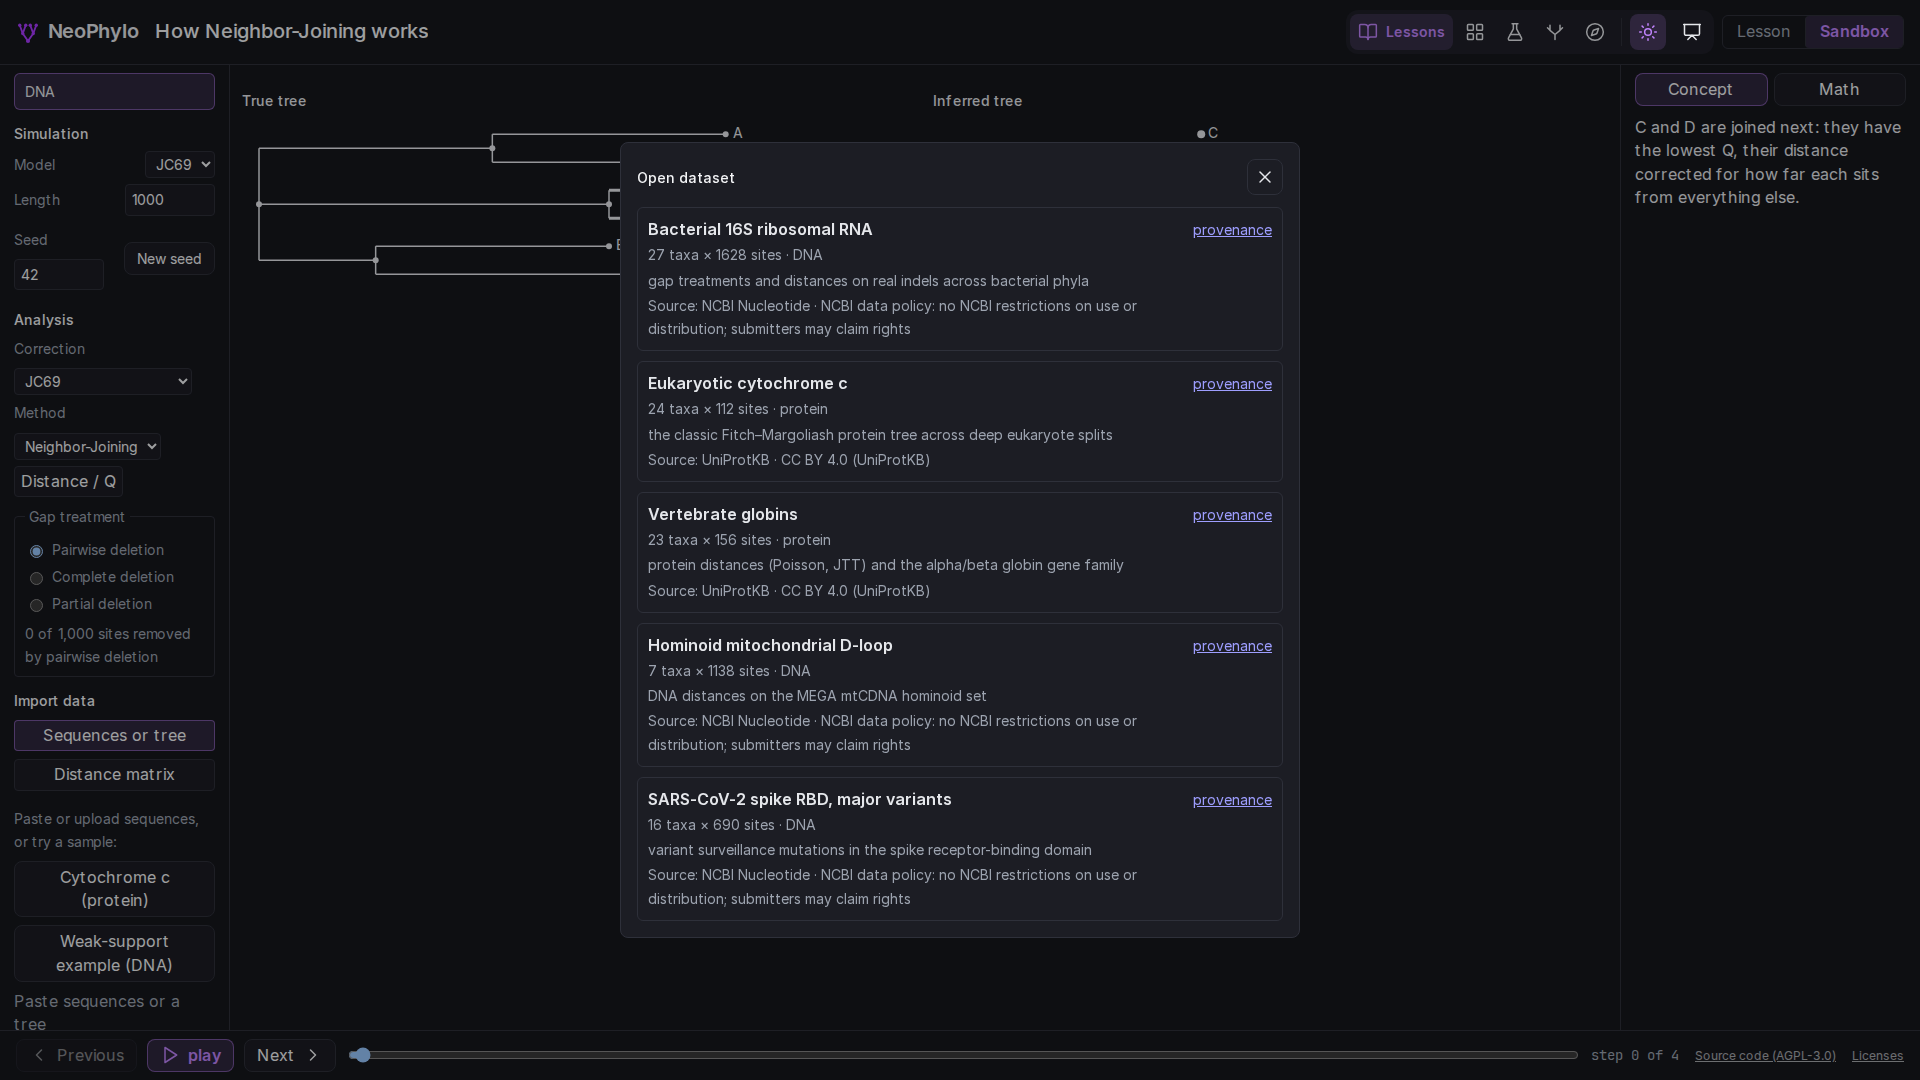 NeoPhylo How Neighbor-Joining works
Lessons
Lesson Sandbox
DNA
Simulation
Model JC69
Length 1000
Seed
42
New seed
Analysis
Correction
JC69
Method
Neighbor-Joining
Distance / Q
Gap treatment
Pairwise deletion
Complete deletion
Partial deletion
0 of 1,000 sites removed
by pairwise deletion
Import data
Sequences or tree
Distance matrix
Paste or upload sequences,
or try a sample:
Cytochrome c
(protein)
Weak-support
example (DNA)
Paste sequences or a
tree
True tree
A
Inferred tree
C
Open dataset
Bacterial 16S ribosomal RNA provenance
27 taxa × 1628 sites · DNA
gap treatments and distances on real indels across bacterial phyla
Source: NCBI Nucleotide · NCBI data policy: no NCBI restrictions on use or
distribution; submitters may claim rights
Eukaryotic cytochrome c provenance
24 taxa × 112 sites · protein
the classic Fitch–Margoliash protein tree across deep eukaryote splits
Source: UniProtKB · CC BY 4.0 (UniProtKB)
Vertebrate globins provenance
23 taxa × 156 sites · protein
protein distances (Poisson, JTT) and the alpha/beta globin gene family
Source: UniProtKB · CC BY 4.0 (UniProtKB)
Hominoid mitochondrial D-loop provenance
7 taxa × 1138 sites · DNA
DNA distances on the MEGA mtCDNA hominoid set
Source: NCBI Nucleotide · NCBI data policy: no NCBI restrictions on use or
distribution; submitters may claim rights
SARS-CoV-2 spike RBD, major variants provenance
16 taxa × 690 sites · DNA
variant surveillance mutations in the spike receptor-binding domain
Source: NCBI Nucleotide · NCBI data policy: no NCBI restrictions on use or
distribution; submitters may claim rights
Concept Math
C and D are joined next: they have
the lowest Q, their distance
corrected for how far each sits
from everything else.
Previous play Next step 0 of 4 Source code (AGPL-3.0) Licenses